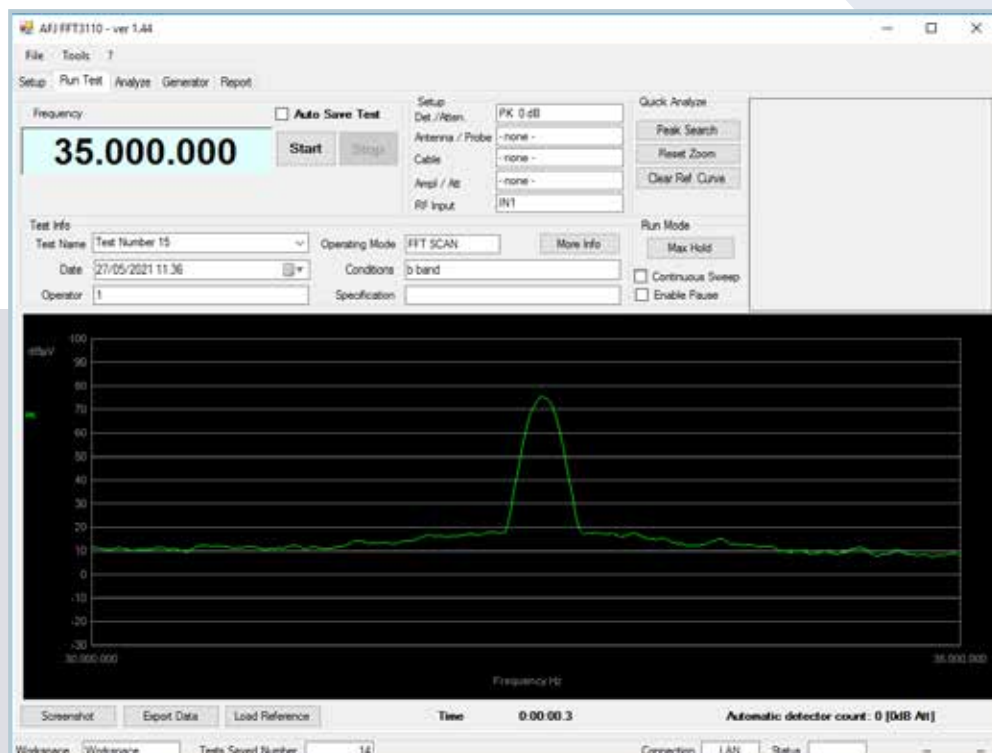 AFJ FFT3110 - ver 1.44
File Tools ?
Setup Run Test Analyze Generator Report
Frequency
Auto Save Test
35.000.000
Start Stop
Setup
Det./Atten. PK 0 dB
Antenna / Probe - none -
Cable - none -
Ampl / Att - none -
RF Input IN1
Quick Analyze
Peak Search
Reset Zoom
Clear Ref. Curve
Test Info
Test Name Test Number 15
Operating Mode FFT SCAN More Info
Date 27/05/2021 11.36
Conditions b band
Operator 1
Specification
Run Mode
Max Hold
Continuous Sweep
Enable Pause
dBµV
100
90
80
70
60
50
40
30
20
10
0
-10
-20
-30
30.000.000 35.000.000
Frequency Hz
Screenshot Export Data Load Reference Time 0:00:00.3 Automatic detector count: 0 [0dB Att]
Workspace Workspace Tests Saved Number 14 Connection LAN Status